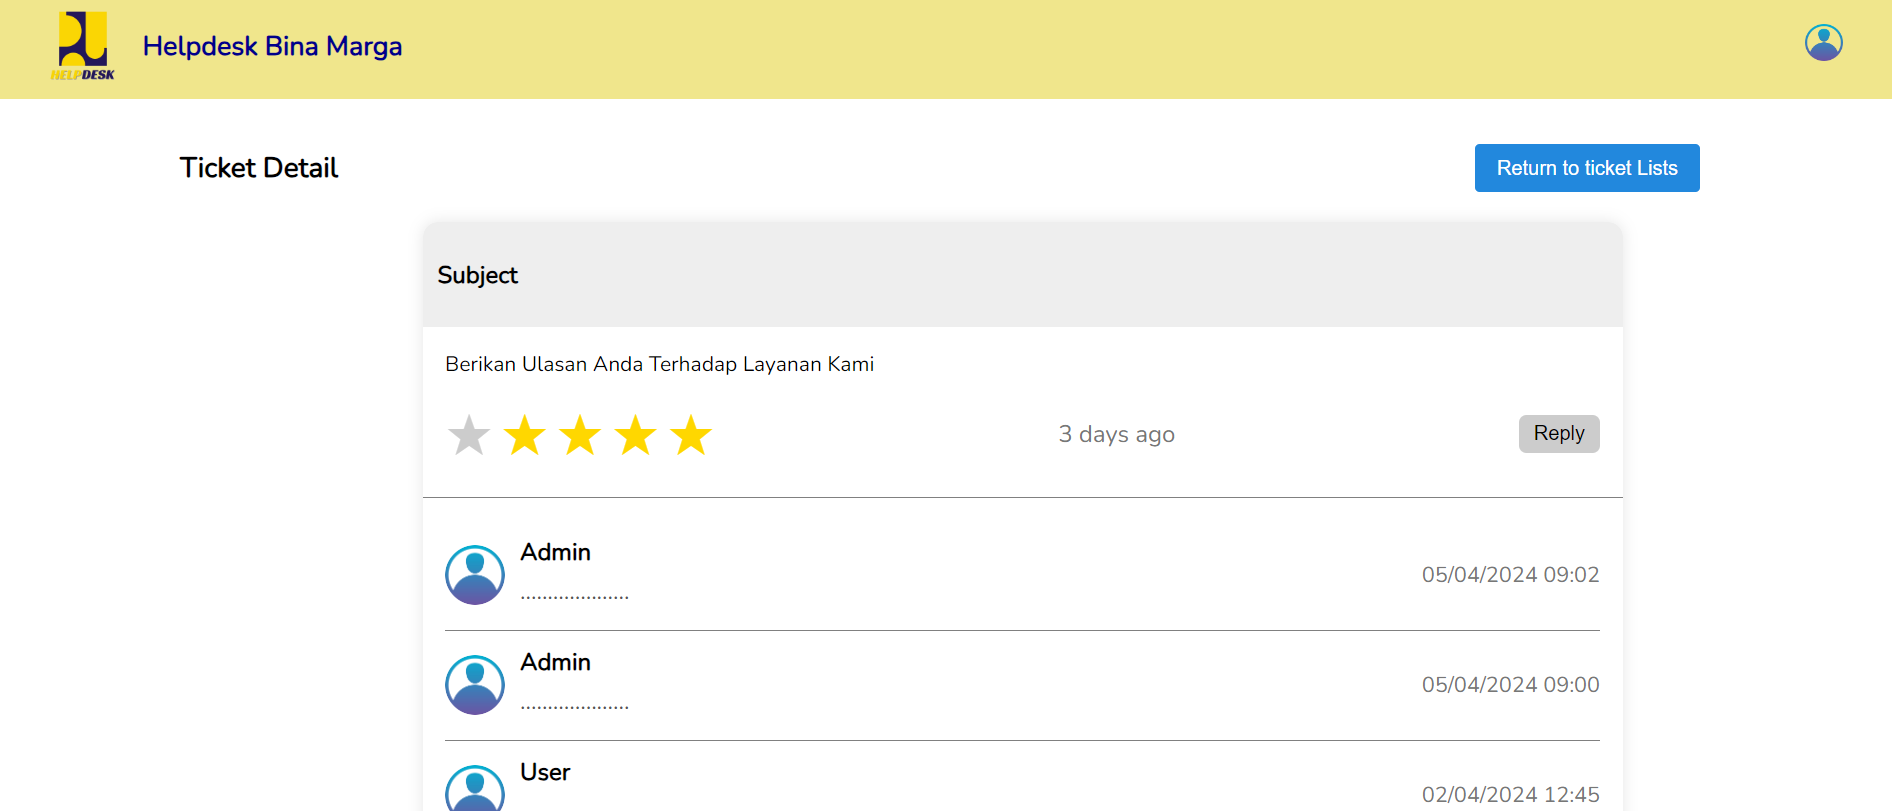 HELPDESK
Helpdesk Bina Marga
Ticket Detail
Return to ticket Lists
Subject
Berikan Ulasan Anda Terhadap Layanan Kami
3 days ago
Reply
Admin
....................
05/04/2024 09:02
Admin
....................
05/04/2024 09:00
User
02/04/2024 12:45